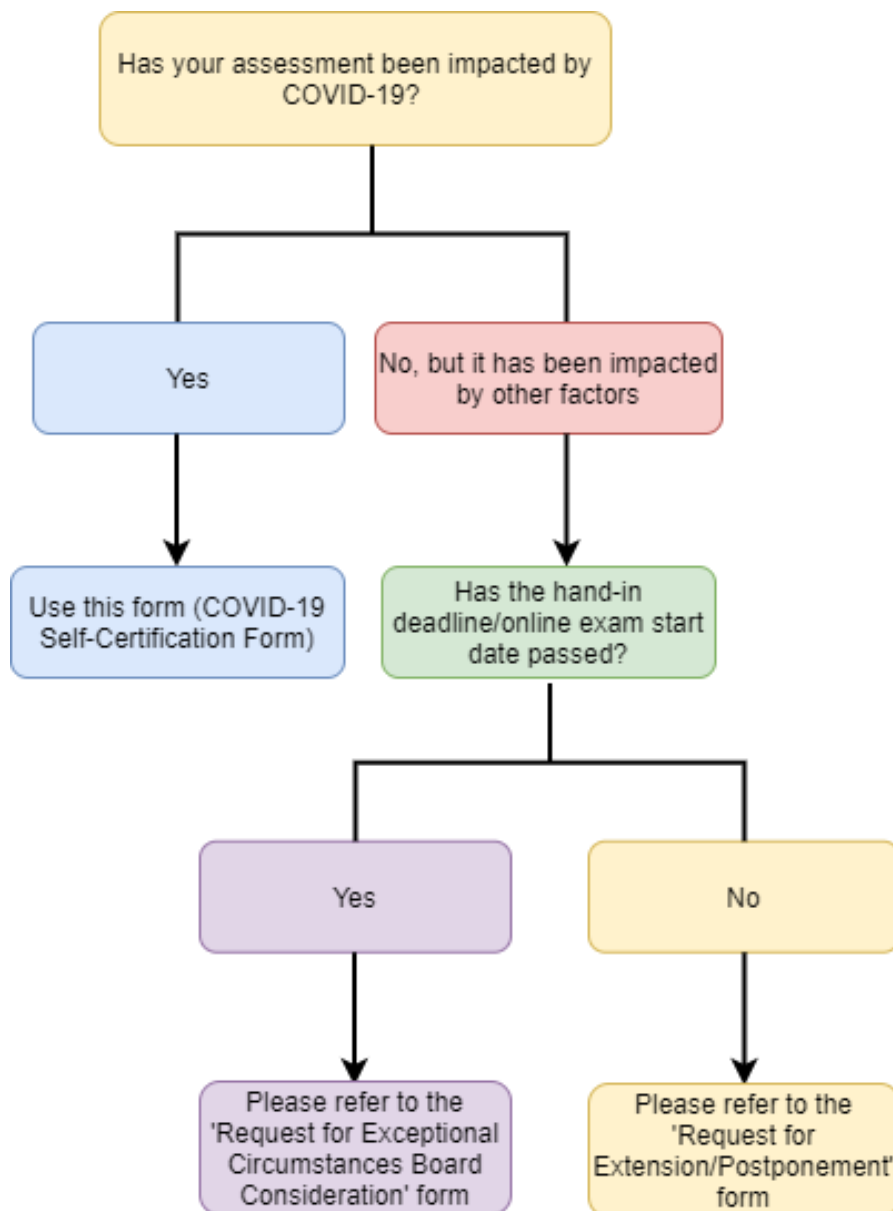 Has your assessment been impacted by
COVID-19?
Yes
No, but it has been impacted
by other factors
Use this form (COVID-19
Self-Certification Form)
Has the hand-in
deadline/online exam start
date passed?
Yes
No
Please refer to the
'Request for Exceptional
Circumstances Board
Consideration' form
Please refer to the
'Request for
Extension/Postponement'
form